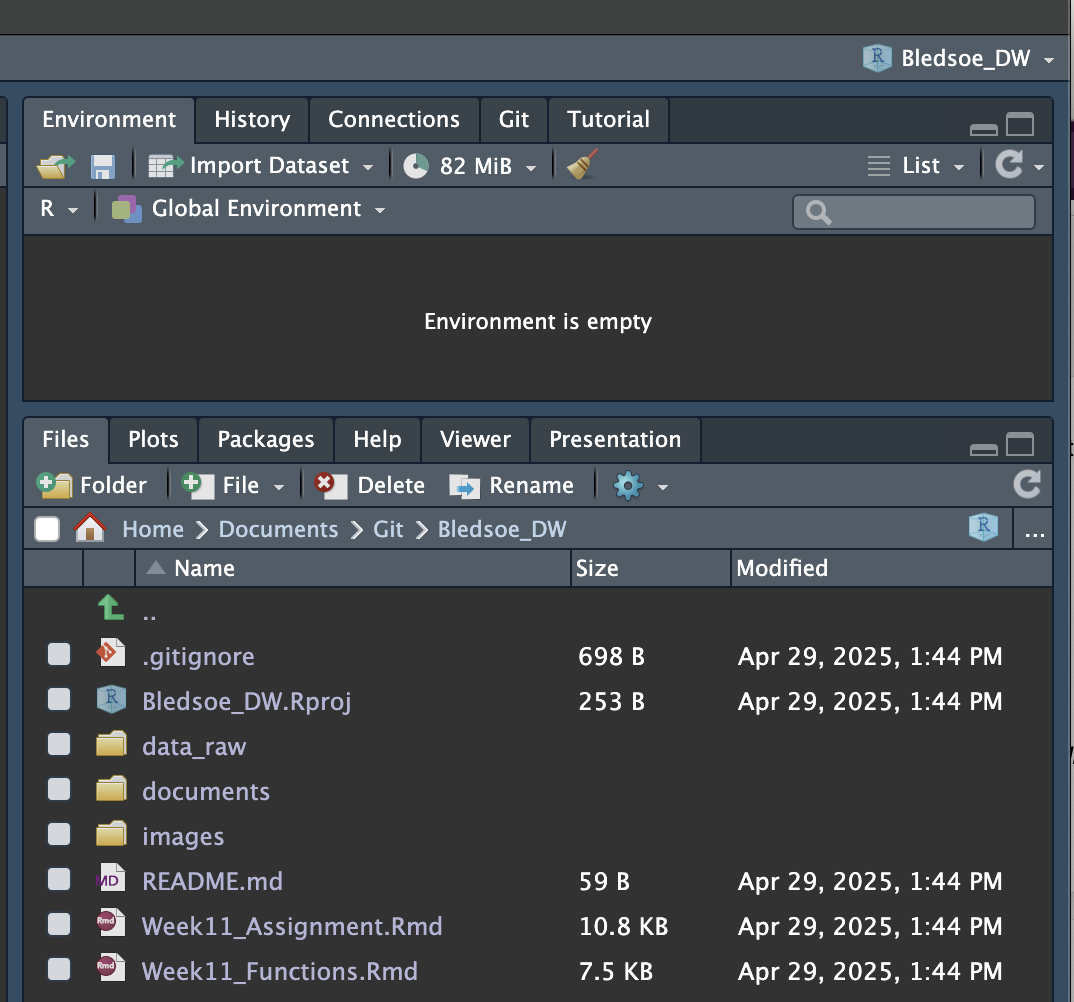 Bledsoe_DW
Environment History Connections Git Tutorial
Import Dataset 82 MiB List
R Global Environment
Environment is empty
Files Plots Packages Help Viewer Presentation
Folder File Delete Rename
Home Documents Git Bledsoe_DW ...
Name Size Modified
..
.gitignore 698 B Apr 29, 2025, 1:44 PM
Bledsoe_DW.Rproj 253 B Apr 29, 2025, 1:44 PM
data_raw
documents
images
README.md 59 B Apr 29, 2025, 1:44 PM
Week11_Assignment.Rmd 10.8 KB Apr 29, 2025, 1:44 PM
Week11_Functions.Rmd 7.5 KB Apr 29, 2025, 1:44 PM